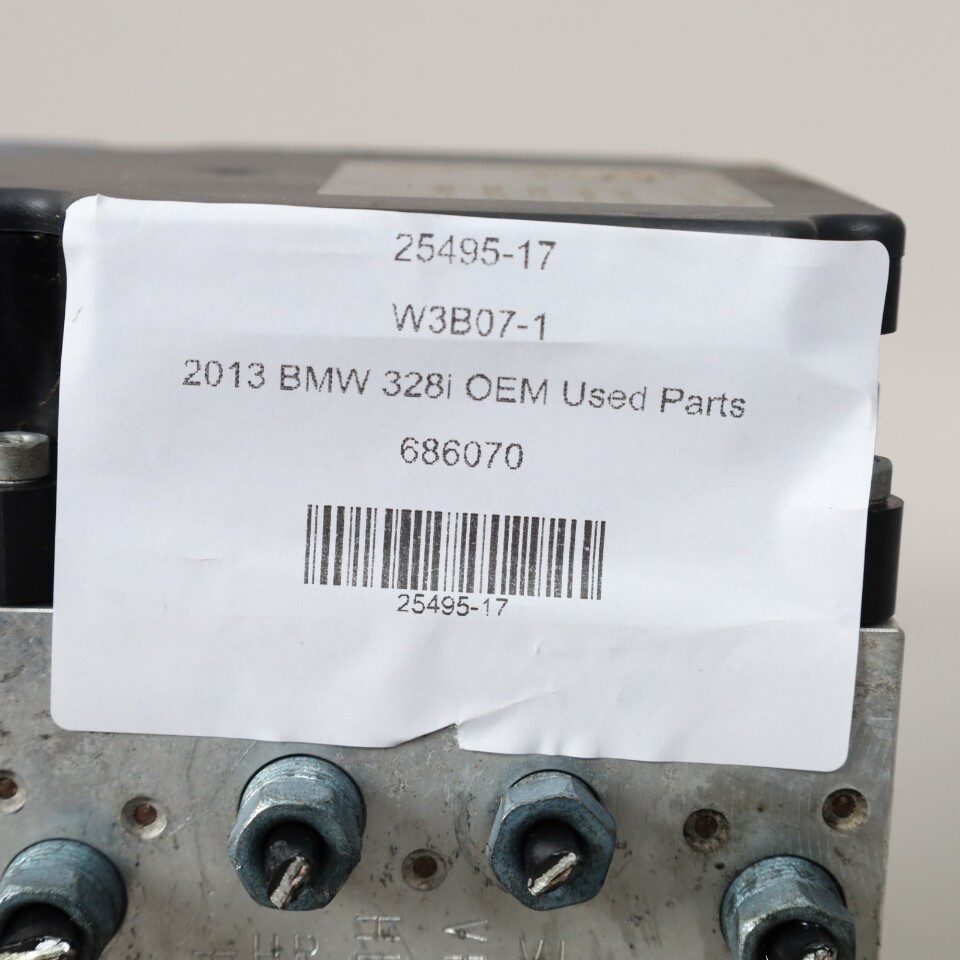 25495-17
W3B07-1
2013 BMW 328i OEM Used Parts
686070
25495-17